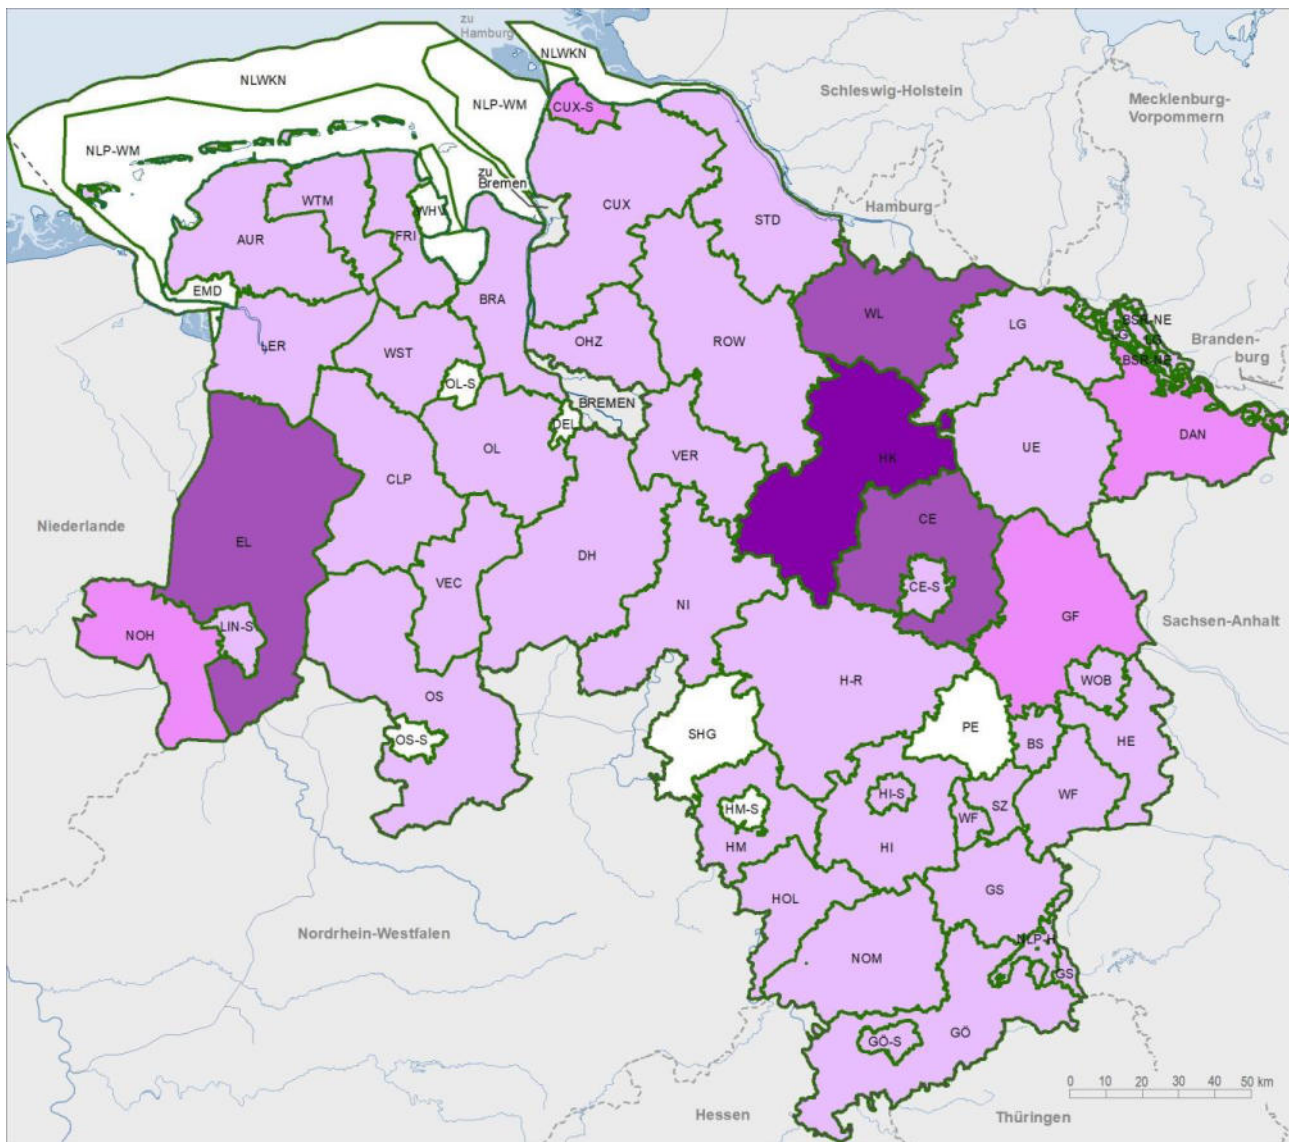 zu
Hamburg
NLWKN
NLWKN
Schleswig-Holstein
Mecklenburg-
Vorpommern
NLP-WM
CUX-S
NLP-WM
zu
Bremen
WTM
WHV
CUX
Hamburg
STD
AUR
FRI
EMD
BRA
WL
LG
BSR-NE
LG
LER
WST
OHZ
ROW
BSR-NE
Branden-
burg
OL-S
BREMEN
DEL
DAN
OL
VER
UE
HK
CLP
Niederlande
EL
CE
DH
VEC
CE-S
NI
GF
Sachsen-Anhalt
LIN-S
NOH
H-R
WOB
OS
SHG
PE
OS-S
BS
HE
HI-S
WF
HM-S
SZ
WF
HM
HI
HOL
GS
Nordrhein-Westfalen
NLP-H
NOM
GS
GÖ
GÖ-S
0 10 20 30 40 50 km
Hessen
Thüringen